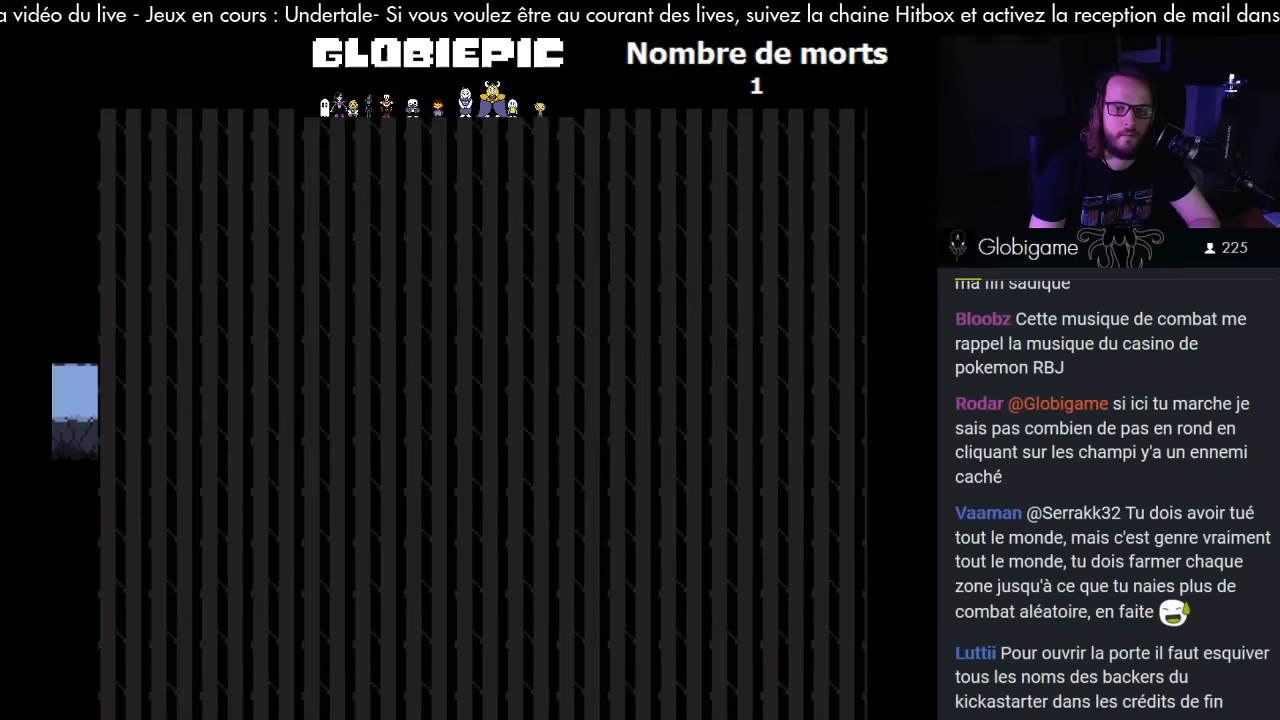 a vidéo du live - Jeux en cours : Undertale- Si vous voulez être au courant des lives, suivez la chaine Hitbox et activez la reception de mail dans
GLOBIEPIC
Nombre de morts
1
Globigame
225
ma fin sadique
Bloobz Cette musique de combat me
rappel la musique du casino de
pokemon RBJ
Rodar @Globigame si ici tu marche je
sais pas combien de pas en rond en
cliquant sur les champi y'a un ennemi
caché
Vaaman @Serrakk32 Tu dois avoir tué
tout le monde, mais c'est genre vraiment
tout le monde, tu dois farmer chaque
zone jusqu'à ce que tu naies plus de
combat aléatoire, en faite
Luttii Pour ouvrir la porte il faut esquiver
tous les noms des backers du
kickstarter dans les crédits de fin